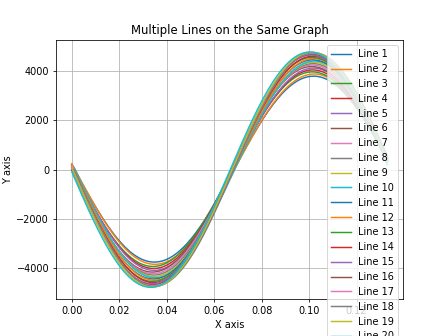 Multiple Lines on the Same Graph
Y axis
4000
2000
0
−2000
−4000
0.00
0.02
0.04
0.06
0.08
0.10
X axis
Line 1
Line 2
Line 3
Line 4
Line 5
Line 6
Line 7
Line 8
Line 9
Line 10
Line 11
Line 12
Line 13
Line 14
Line 15
Line 16
Line 17
Line 18
Line 19
Line 20